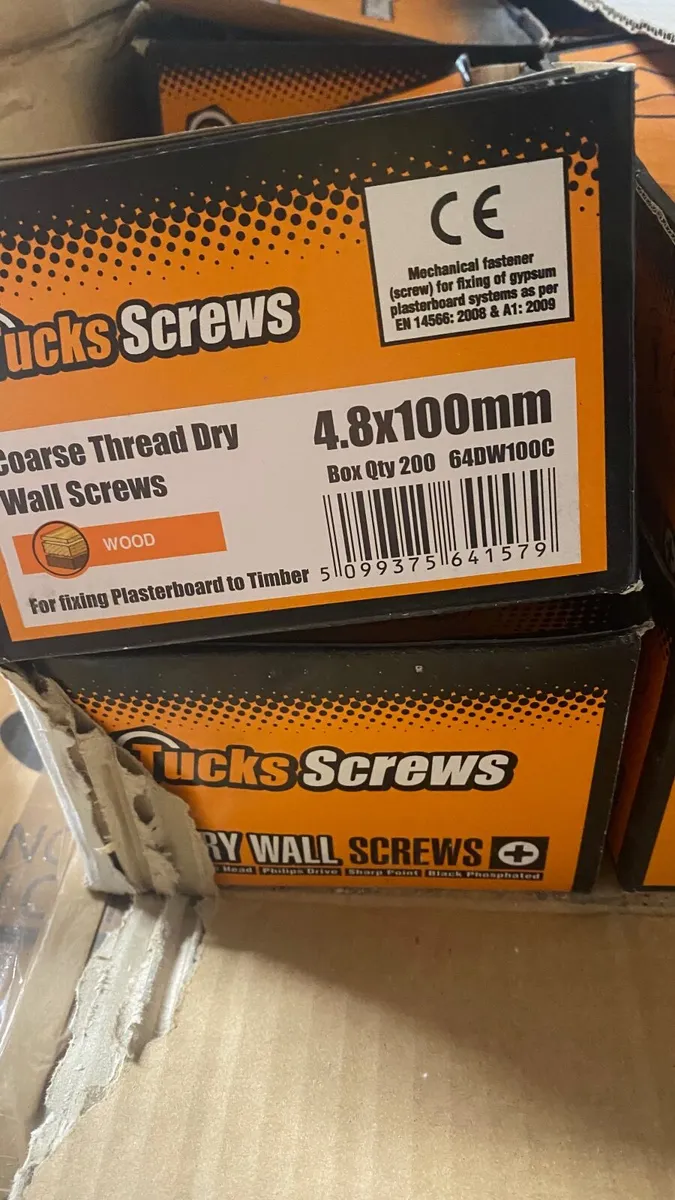 CE
Mechanical fastener
(screw) for fixing of gypsum
plasterboard systems as per
EN 14566: 2008 & A1: 2009
Tucks Screws
Coarse Thread Dry
Wall Screws
WOOD
For fixing Plasterboard to Timber
4.8x100mm
Box Qty 200 64DW100C
5 099375 641579
Tucks Screws
RY WALL SCREWS
Head Philips Drive Sharp Point Black Phosphated